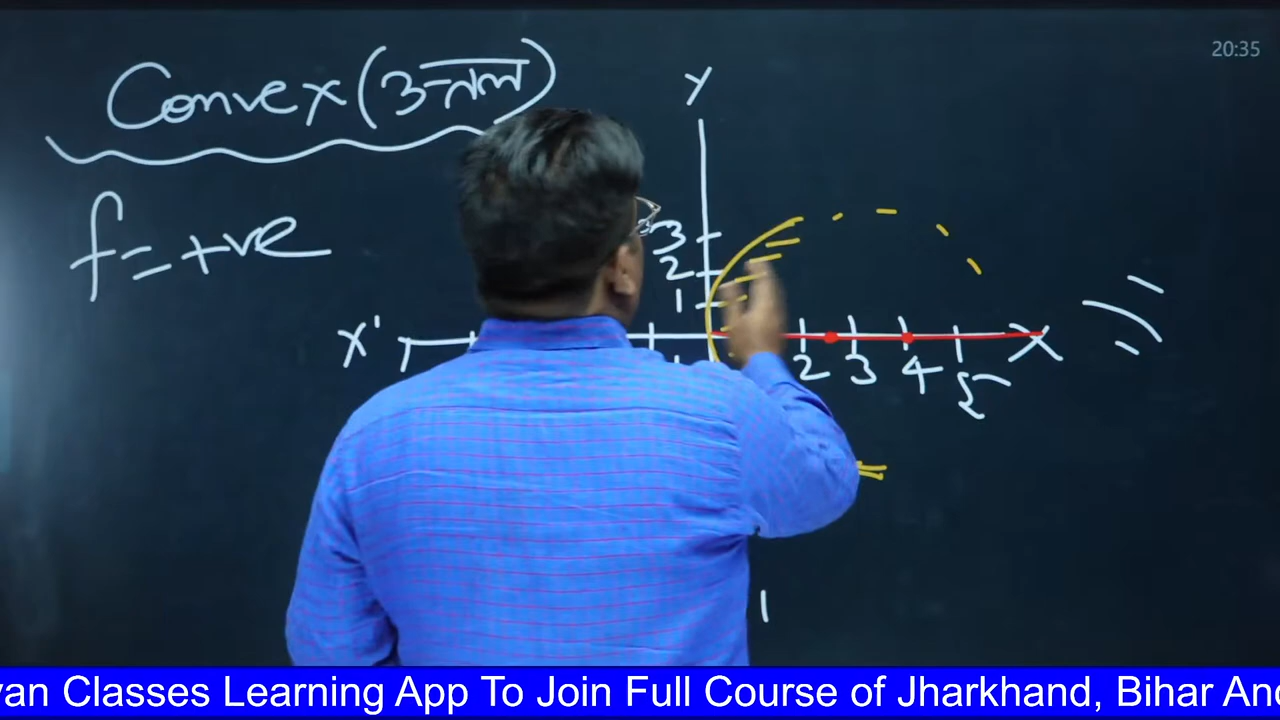 20:35
Convex (उत्तल)
f = +ve
Y
3
2
1
X'
2 3 4 5
X
yan Classes Learning App To Join Full Course of Jharkhand, Bihar And